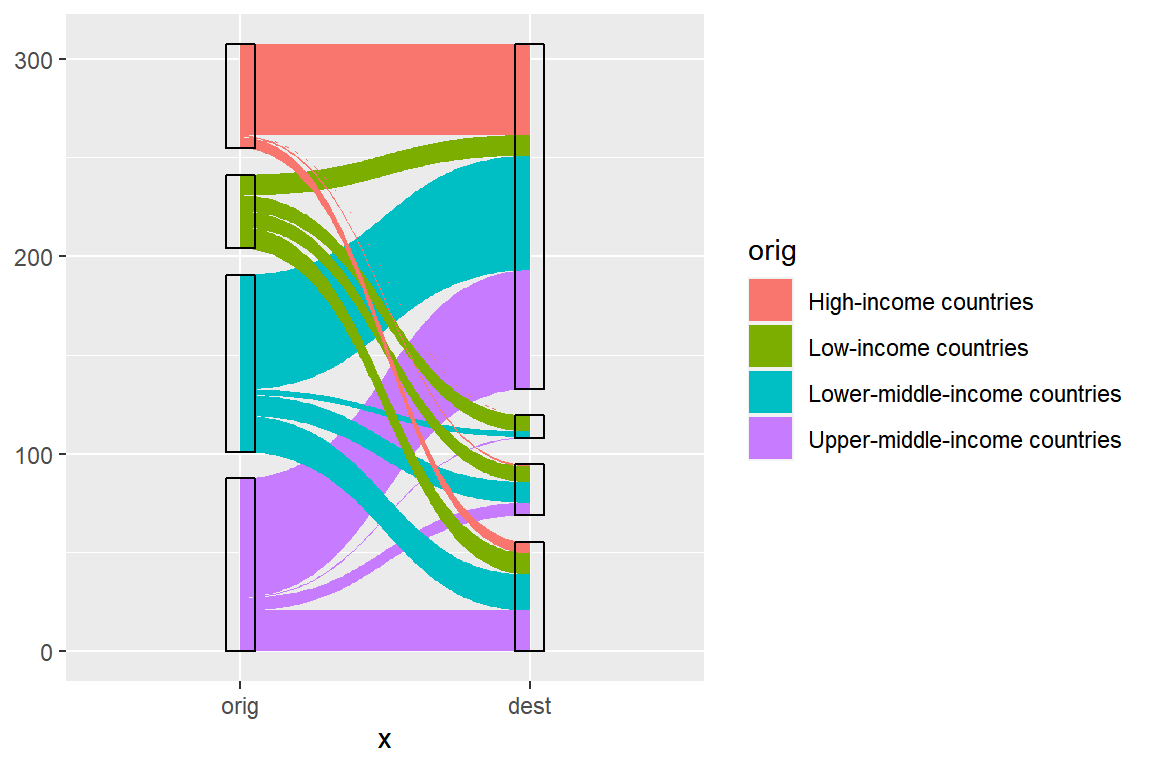 300
200
100
0
orig
dest
x
orig
High-income countries
Low-income countries
Lower-middle-income countries
Upper-middle-income countries